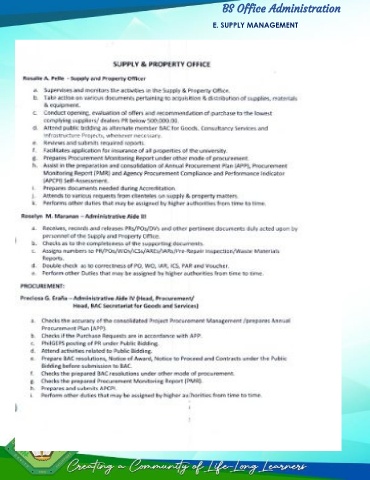 BS Office Administration
E. SUPPLY MANAGEMENT
SUPPLY & PROPERTY OFFICE
Rosalie A. Pelle - Supply and Property Officer
a. Supervises and monitors the activities in the Supply & Property Office.
b. Take action on various documents pertaining to acquisition & distribution of supplies, materials
& equipment.
c. Conduct opening, evaluation of offers and recommendation of purchase to the lowest
complying suppliers/ dealers PR below 500,000.00.
d. Attend public bidding as alternate member BAC for Goods, Consultancy Services and
Infrastructure Projects, whenever necessary.
e. Reviews and submits required reports.
f. Facilitates application for insurance of all properties of the university.
g. Prepares Procurement Monitoring Report under other mode of procurement.
h. Assist in the preparation and consolidation of Annual Procurement Plan (APP), Procurement
Monitoring Report (PMR) and Agency Procurement Compliance and Performance Indicator
(APCPI) Self-Assessment.
i. Prepares documents needed during Accreditation.
j. Attends to various requests from clienteles on supply & property matters.
k. Performs other duties that may be assigned by higher authorities from time to time.
Roselyn M. Maranan - Administrative Aide III
a. Receives, records and releases PRs/POs/DVs and other pertinent documents duly acted upon by
personnel of the Supply and Property Office.
b. Checks as to the completeness of the supporting documents.
c. Assigns numbers to PR/POs/WOs/ICSs/AREs/IARs/Pre-Repair Inspection/Waste Materials
Reports.
d. Double check as to correctness of PO, WO, IAR, ICS, PAR and Voucher.
e. Perform other Duties that may be assigned by higher authorities from time to time.
PROCUREMENT:
Precious G. Eraña - Administrative Aide IV (Head, Procurement/
Head, BAC Secretariat for Goods and Services)
a. Checks the accuracy of the consolidated Project Procurement Management /prepares Annual
Procurement Plan (APP).
b. Checks if the Purchase Requests are in accordance with APP.
c. PhilGEPS posting of PR under Public Bidding.
d. Attend activities related to Public Bidding.
e. Prepare BAC resolutions, Notice of Award, Notice to Proceed and Contracts under the Public
Bidding before submission to BAC.
f. Checks the prepared BAC resolutions under other mode of procurement.
g. Checks the prepared Procurement Monitoring Report (PMR).
h. Prepares and submits APCPI.
i. Perform other duties that may be assigned by higher authorities from time to time.
Creating a Community of Life-Long Learners